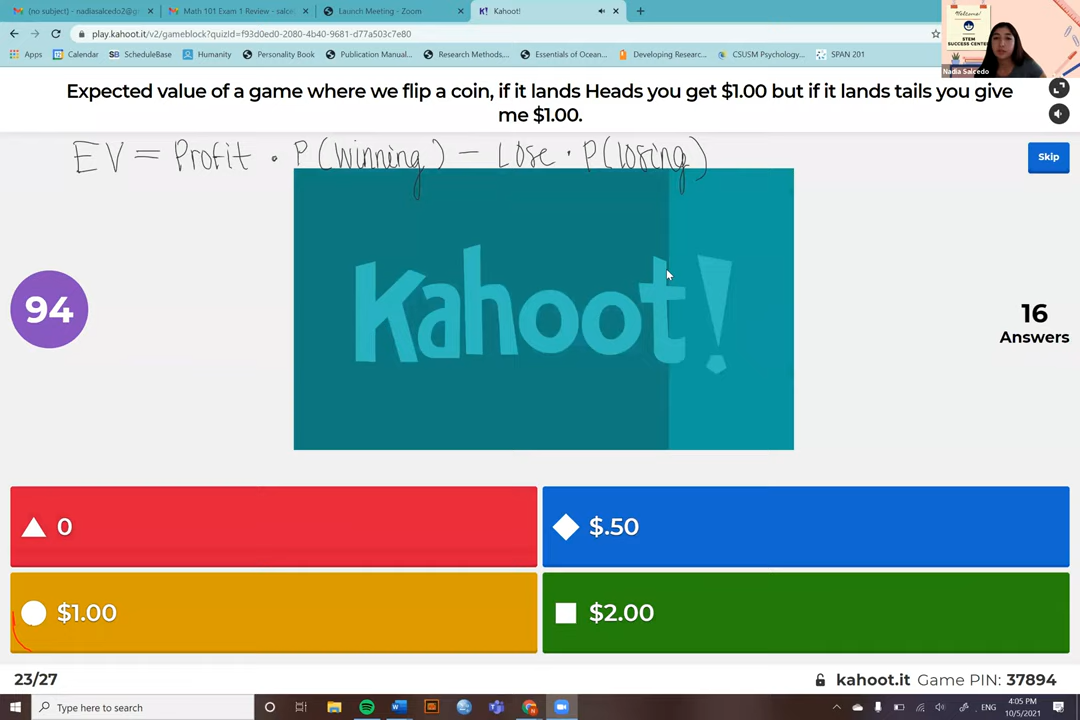 (no subject) - nadiasalcedo2@g
Math 101 Exam 1 Review - salce
Launch Meeting - Zoom
K! Kahoot!
play.kahoot.it/v2/gameblock?quizId=f93d0ed0-2080-4b40-9681-d77a503c7e80
Apps Calendar SB ScheduleBase Humanity Personality Book Publication Manual... Research Methods,... Essentials of Ocean... Developing Researc... CSUSM Psychology... SPAN 201
Welcome!
STEM
SUCCESS CENTER
Nadia Salcedo
Expected value of a game where we flip a coin, if it lands Heads you get $1.00 but if it lands tails you give
me $1.00.
EV = Profit · P(winning) - Lose · P(losing)
Skip
Kahoot!
94
16
Answers
0
$.50
$1.00
$2.00
23/27
kahoot.it Game PIN: 37894
Type here to search
ENG
4:05 PM
10/5/2021